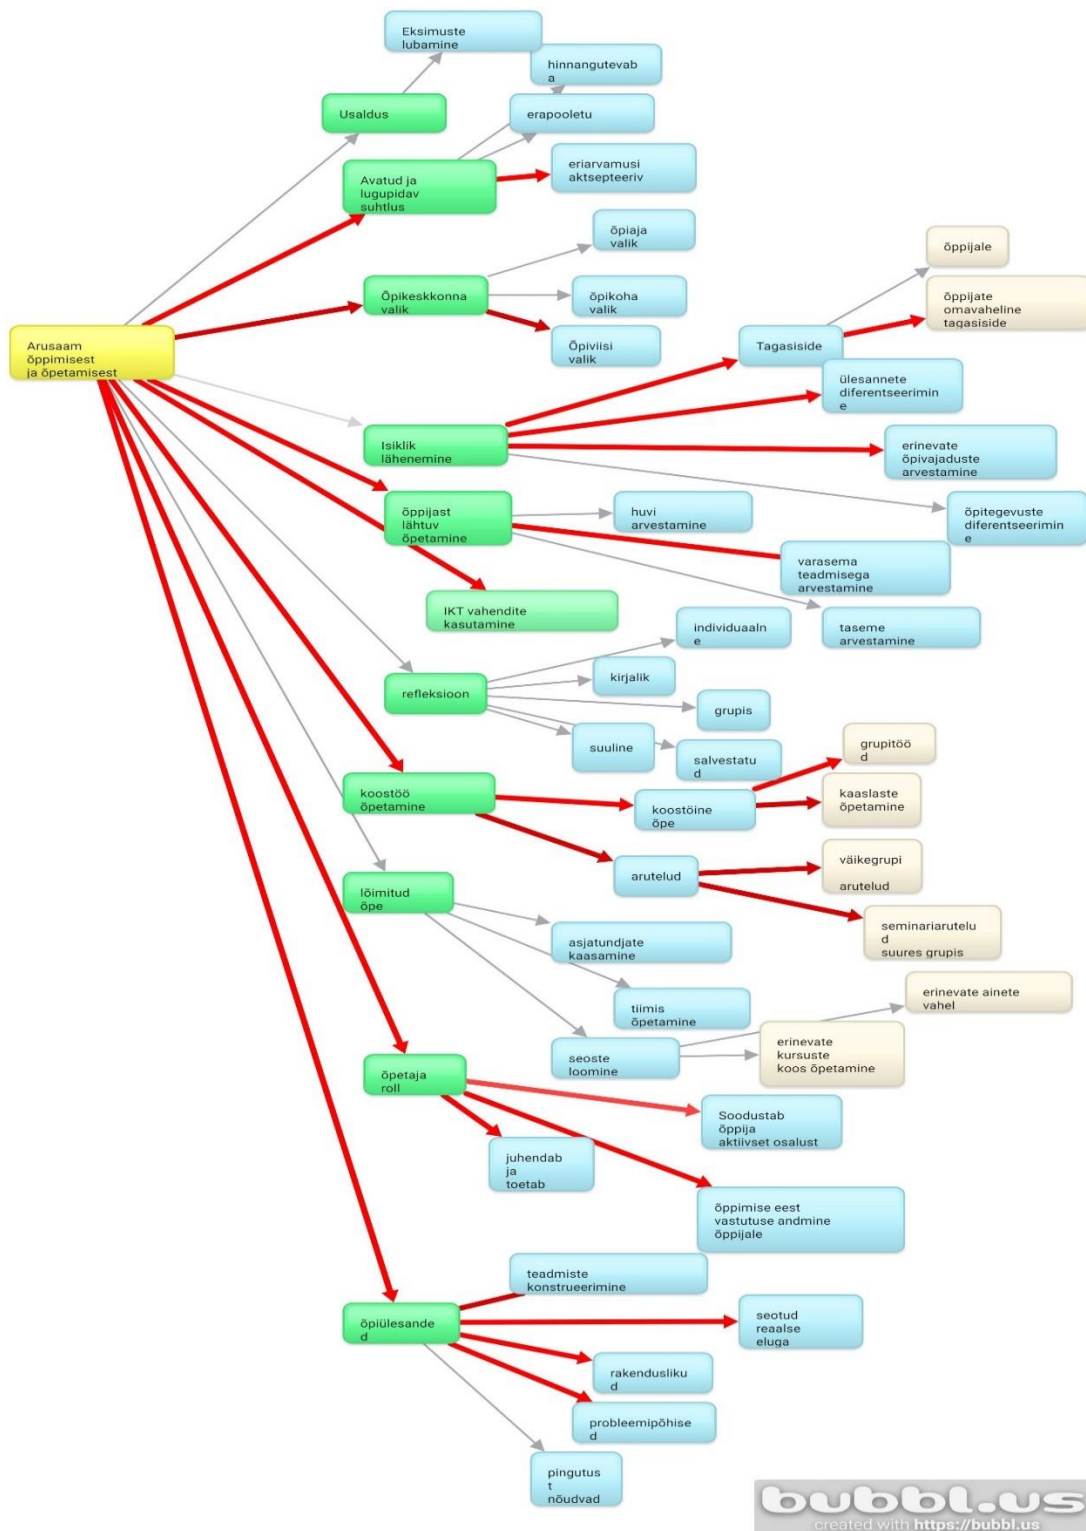 Eksimuste
lubamine
hinnangutevab
a
Usaldus
erapooletu
Avatud ja
lugupidav
suhtlus
eriarvamusi
aktsepteeriv
õpiaja
valik
õppijale
Õpikeskkonna
valik
õpikoha
valik
õppijate
omavaheline
tagasiside
Arusaam
õppimisest
ja õpetamisest
Õpiviisi
valik
Tagasiside
ülesannete
diferentseerimin
e
Isiklik
lähenemine
erinevate
õpivajaduste
arvestamine
õppijast
lähtuv
õpetamine
huvi
arvestamine
õpitegevuste
diferentseerimin
e
varasema
teadmisega
arvestamine
IKT vahendite
kasutamine
individuaaln
e
taseme
arvestamine
refleksioon
kirjalik
grupis
suuline
salvestatu
d
grupitöö
d
koostöö
õpetamine
koostöine
õpe
kaaslaste
õpetamine
arutelud
väikegrupi
arutelud
lõimitud
õpe
seminariarutelu
d
suures grupis
asjatundjate
kaasamine
tiimis
õpetamine
erinevate ainete
vahel
seoste
loomine
erinevate
kursuste
koos õpetamine
õpetaja
roll
Soodustab
õppija
aktiivset osalust
juhendab
ja
toetab
õppimise eest
vastutuse andmine
õppijale
teadmiste
konstrueerimine
õpiülesande
d
seotud
reaalse
eluga
rakendusliku
d
probleemipõhise
d
pingutus
t
nõudvad
bubbl.us
created with https://bubbl.us